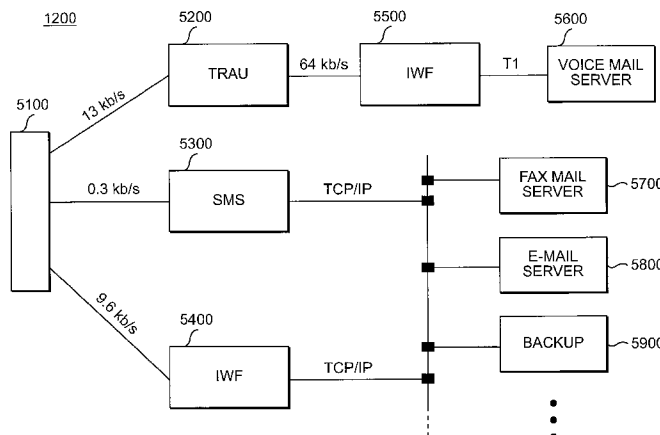 1200
5200
5500
5600
TRAU
64 kb/s
IWF
T1
VOICE MAIL
SERVER
5100
13 kb/s
5300
0.3 kb/s
SMS
TCP/IP
FAX MAIL
SERVER
5700
E-MAIL
SERVER
5800
9.6 kb/s
5400
IWF
TCP/IP
BACKUP
5900